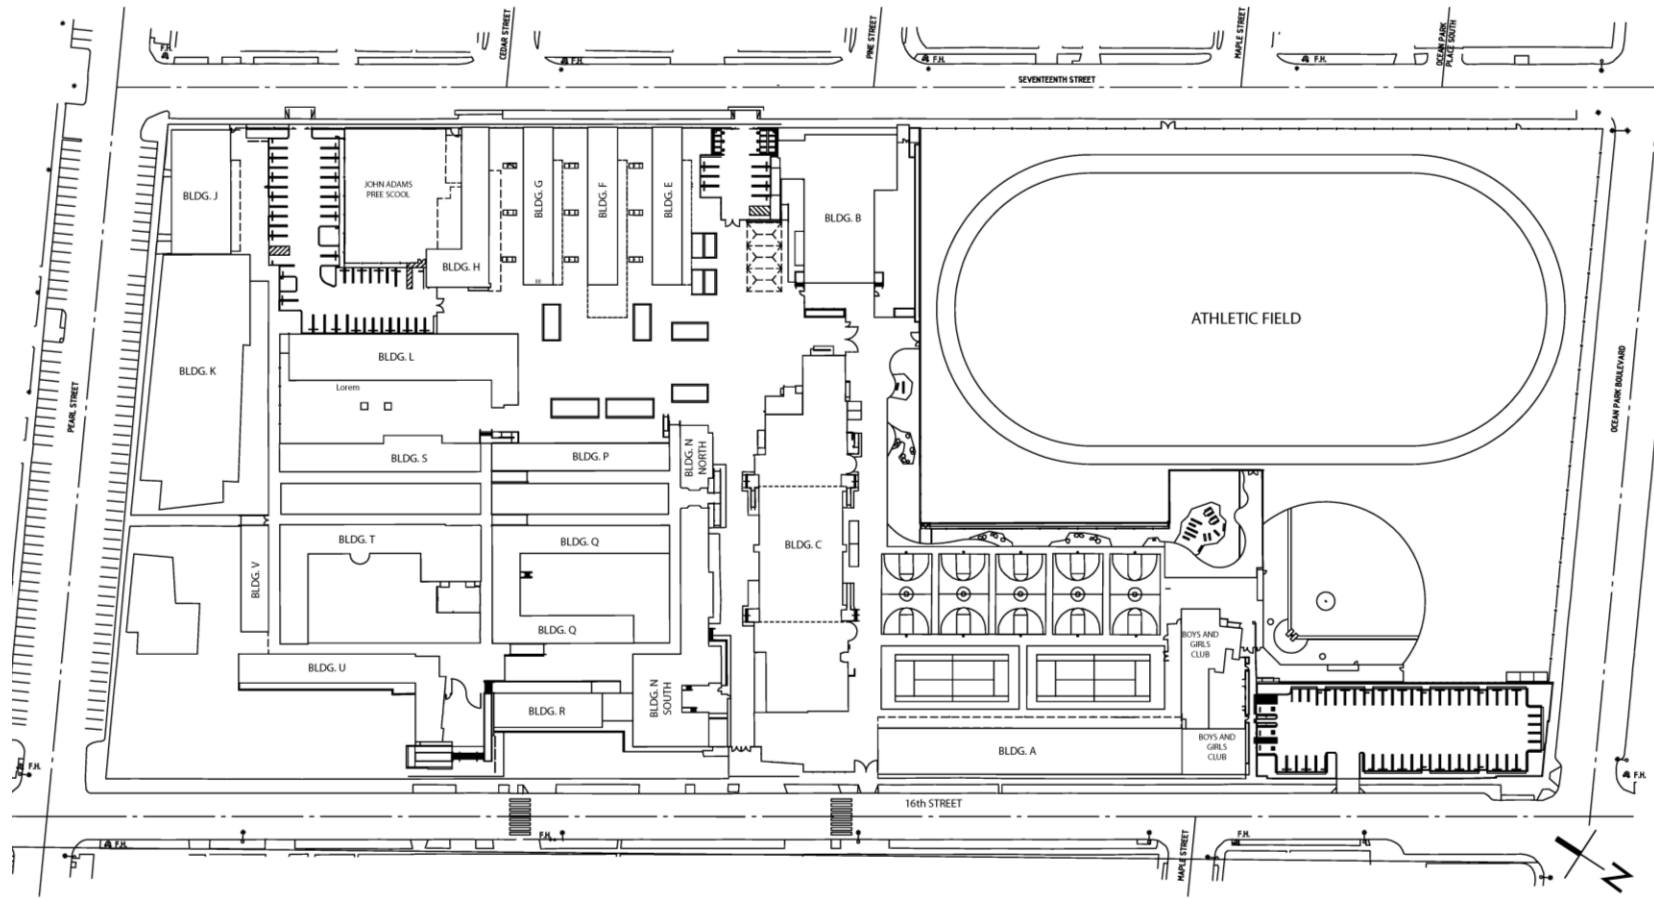 CEDAR STREET
PINE STREET
MAPLE STREET
OCEAN PARK
PLACE SOUTH
F.H.
F.H.
F.H.
F.H.
SEVENTEENTH STREET
JOHN ADAMS
PREE SCOOL
BLDG. J
BLDG. G
BLDG. F
BLDG. E
BLDG. B
BLDG. H
ATHLETIC FIELD
BLDG. L
BLDG. K
Lorem
PEARL STREET
OCEAN PARK BOULEVARD
BLDG. S
BLDG. P
BLDG. N
NORTH
BLDG. T
BLDG. Q
BLDG. C
BLDG. V
BLDG. Q
BOYS AND
GIRLS
CLUB
BLDG. U
BLDG. N
SOUTH
BLDG. R
BLDG. A
BOYS AND
GIRLS
CLUB
F.H.
F.H.
16th STREET
F.H.
F.H.
F.H.
MAPLE STREET
N